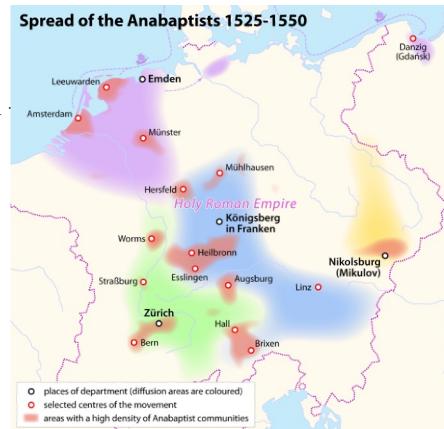 Spread of the Anabaptists 1525-1550
Danzig
(Gdańsk)
Emden
Leeuwarden
Amsterdam
Münster
Mühlhausen
Hersfeld
Holy Roman Empire
Königsberg
in Franken
Worms
Heilbronn
Nikolsburg
(Mikulov)
Esslingen
Straßburg
Augsburg
Linz
Zürich
Hall
Bern
Brixen
places of department (diffusion areas are coloured)
selected centres of the movement
areas with a high density of Anabaptist communities